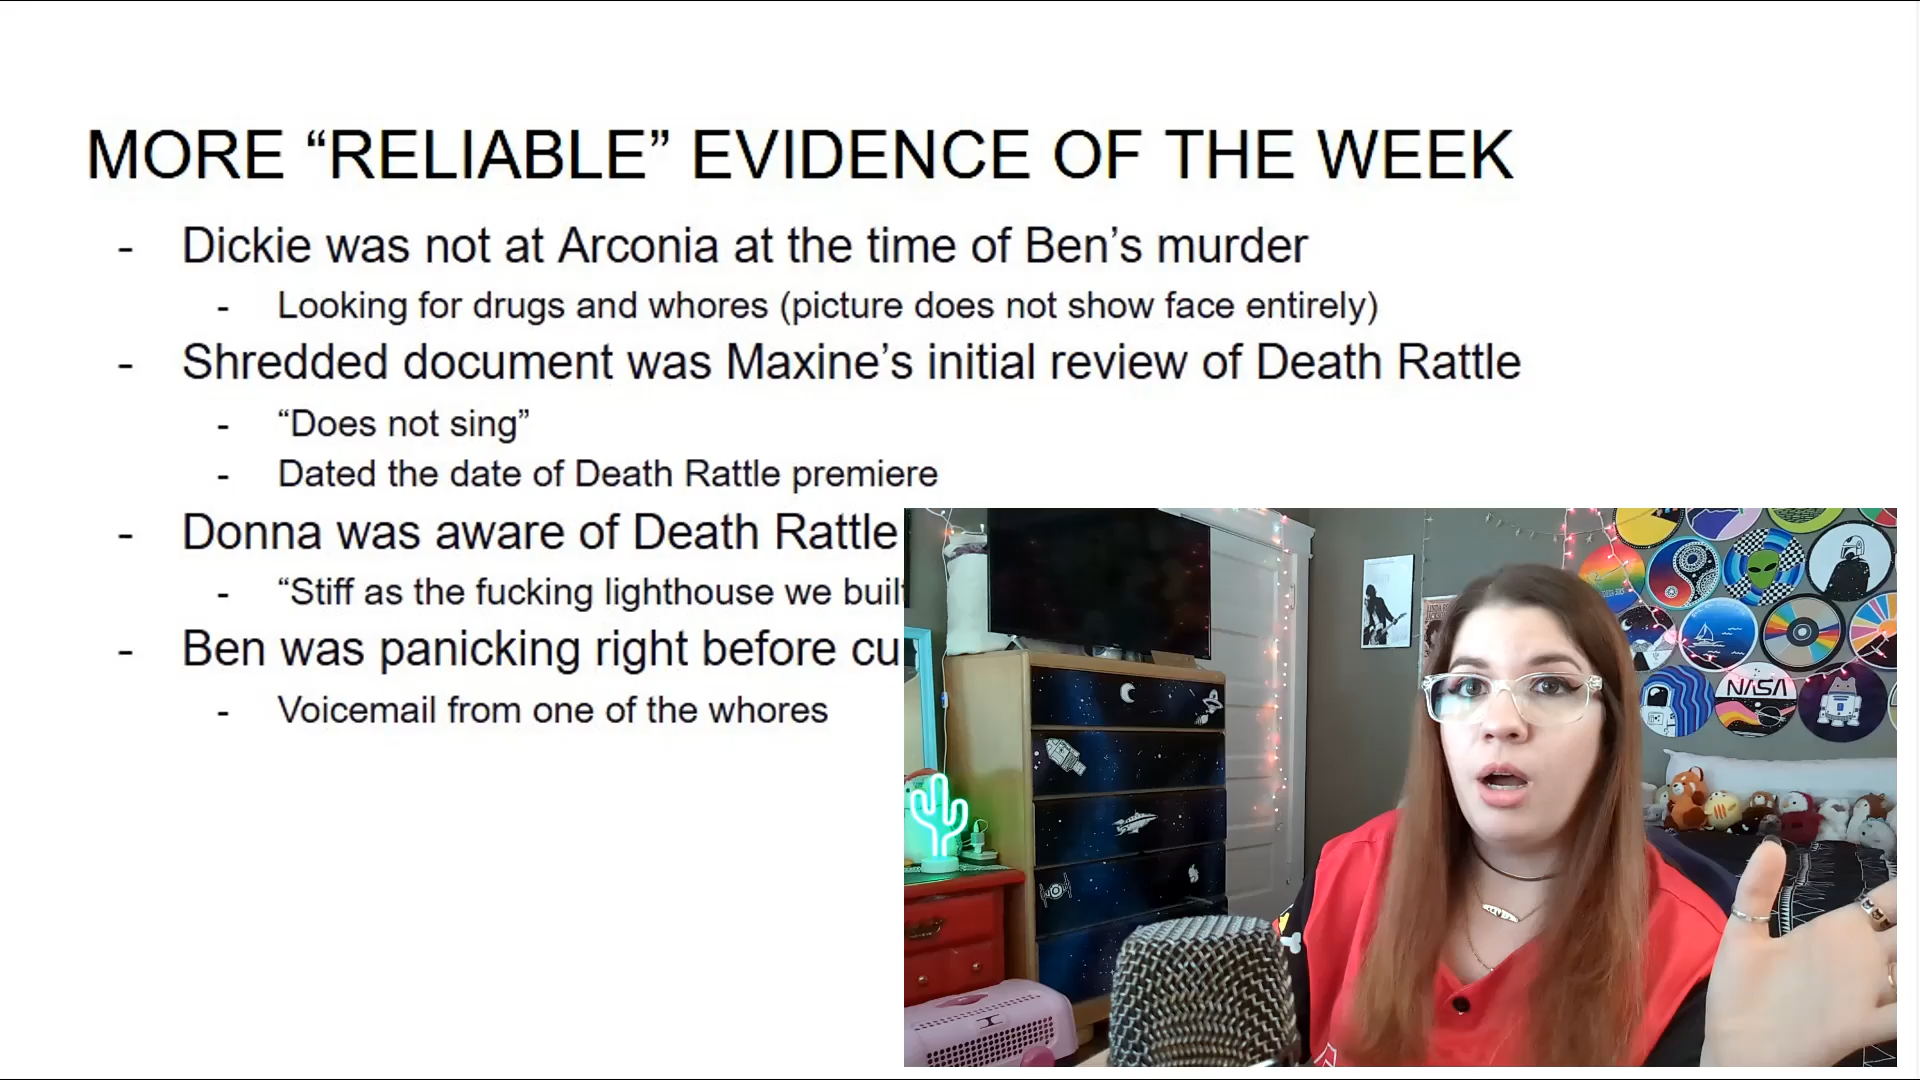 MORE “RELIABLE” EVIDENCE OF THE WEEK
- Dickie was not at Arconia at the time of Ben’s murder
- Looking for drugs and whores (picture does not show face entirely)
- Shredded document was Maxine’s initial review of Death Rattle
- “Does not sing”
- Dated the date of Death Rattle premiere
- Donna was aware of Death Rattle
- “Stiff as the fucking lighthouse we built
- Ben was panicking right before cu
- Voicemail from one of the whores
NASA